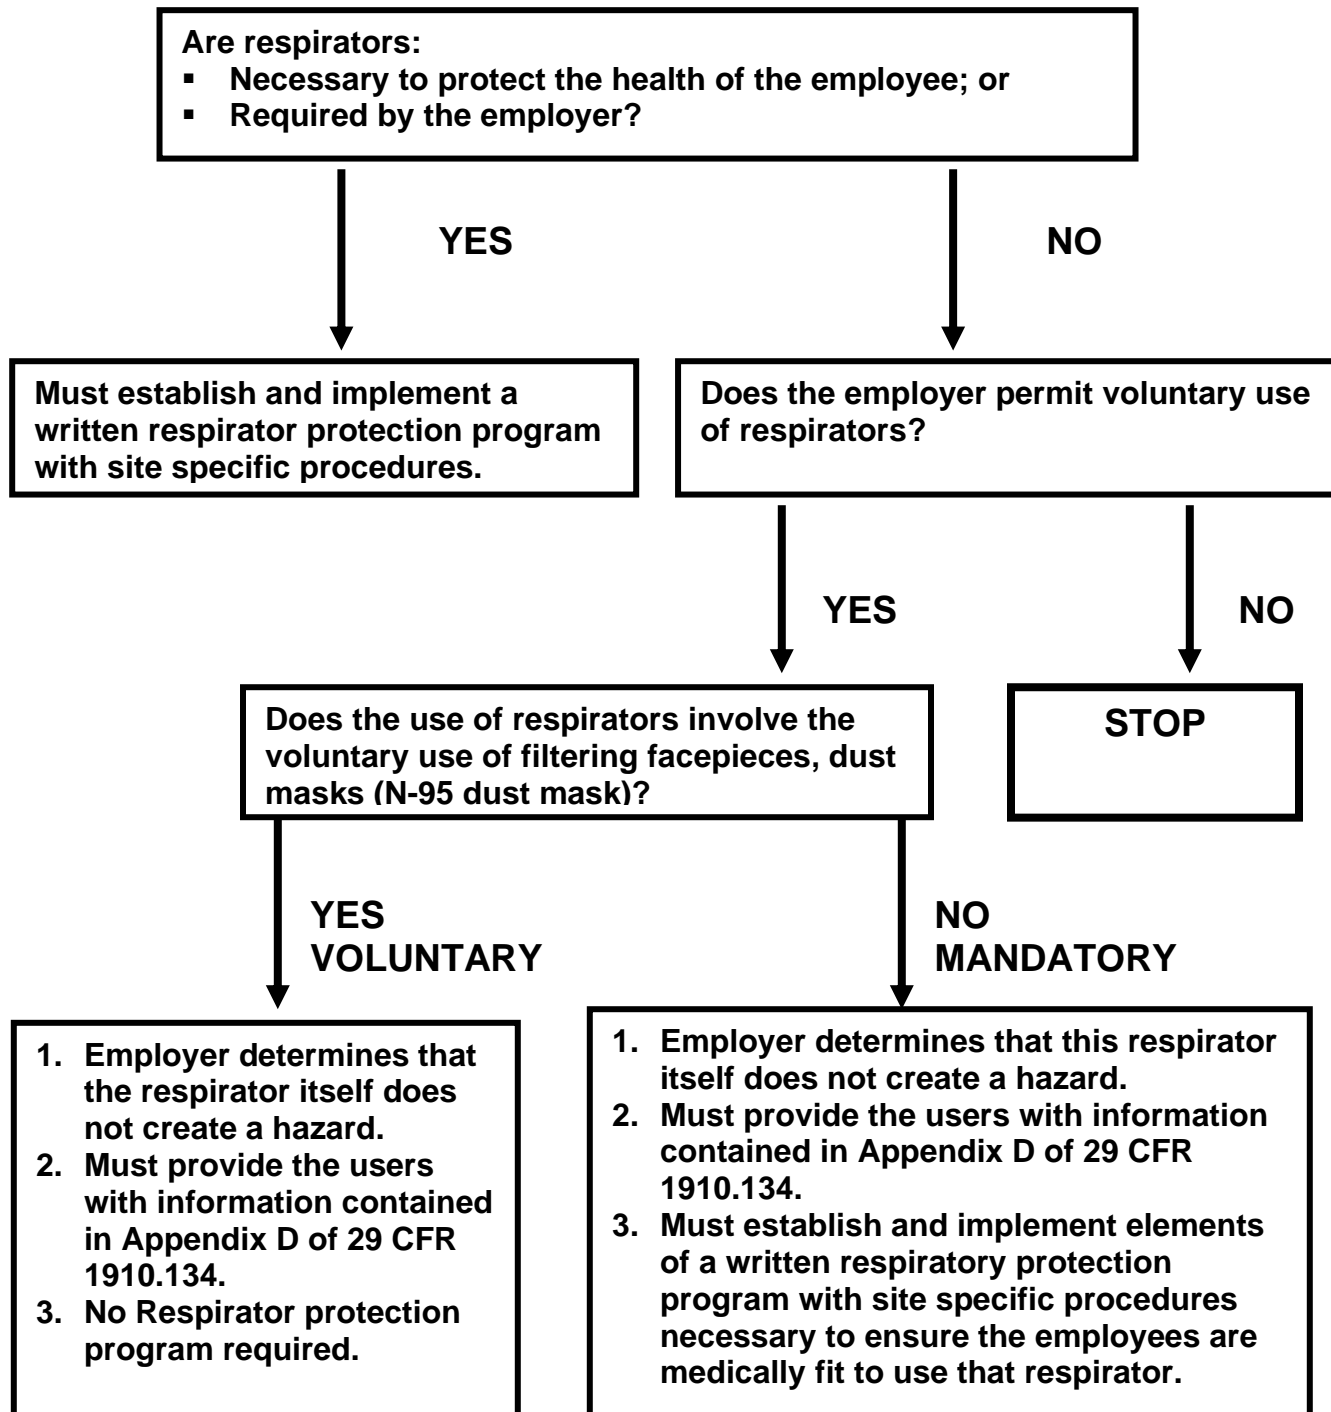 Are respirators:
▪ Necessary to protect the health of the employee; or
▪ Required by the employer?
YES
NO
Must establish and implement a
written respirator protection program
with site specific procedures.
Does the employer permit voluntary use
of respirators?
YES
NO
Does the use of respirators involve the
voluntary use of filtering facepieces, dust
masks (N-95 dust mask)?
STOP
YES
VOLUNTARY
NO
MANDATORY
1. Employer determines that
the respirator itself does
not create a hazard.
2. Must provide the users
with information contained
in Appendix D of 29 CFR
1910.134.
3. No Respirator protection
program required.
1. Employer determines that this respirator
itself does not create a hazard.
2. Must provide the users with information
contained in Appendix D of 29 CFR
1910.134.
3. Must establish and implement elements
of a written respiratory protection
program with site specific procedures
necessary to ensure the employees are
medically fit to use that respirator.